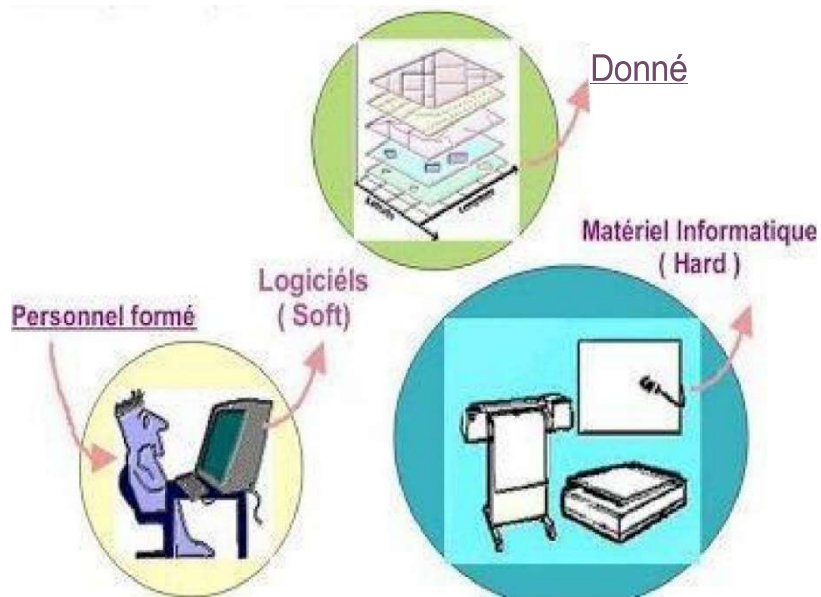 Donné
Matériel Informatique
( Hard )
Logiciéls
( Soft)
Personnel formé